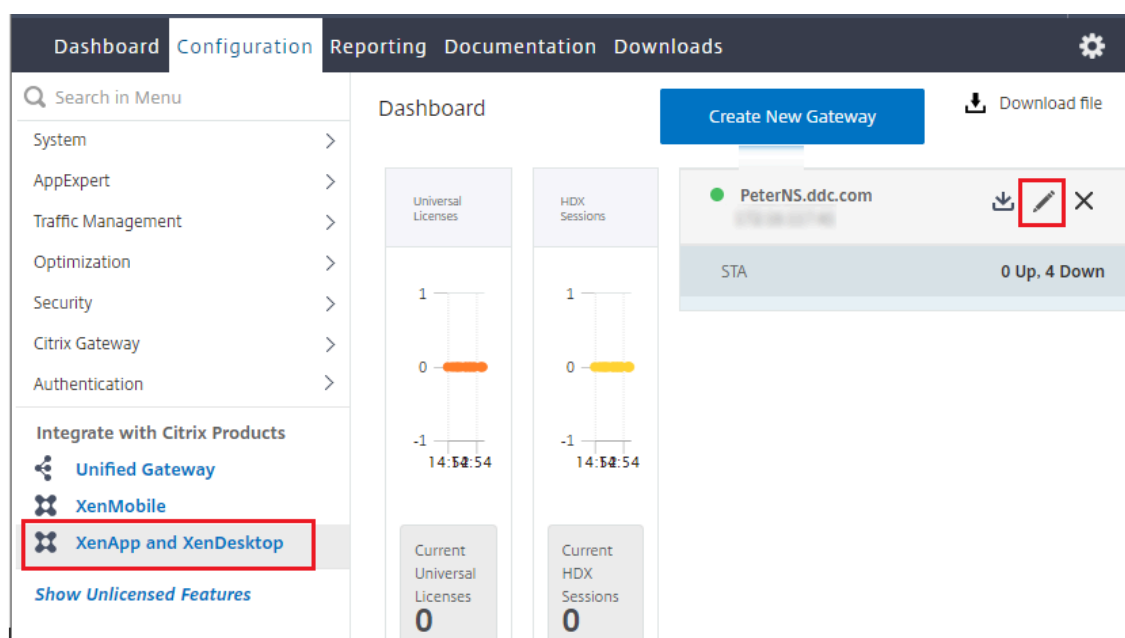 Dashboard Configuration Reporting Documentation Downloads
Search in Menu
System
AppExpert
Traffic Management
Optimization
Security
Citrix Gateway
Authentication
Integrate with Citrix Products
Unified Gateway
XenMobile
XenApp and XenDesktop
Show Unlicensed Features
Dashboard
Create New Gateway
Download file
Universal
Licenses
1
0
-1
Current
Universal
Licenses
0
HDX
Sessions
1
0
-1
Current
HDX
Sessions
0
PeterNS.ddc.com
STA 0 Up, 4 Down